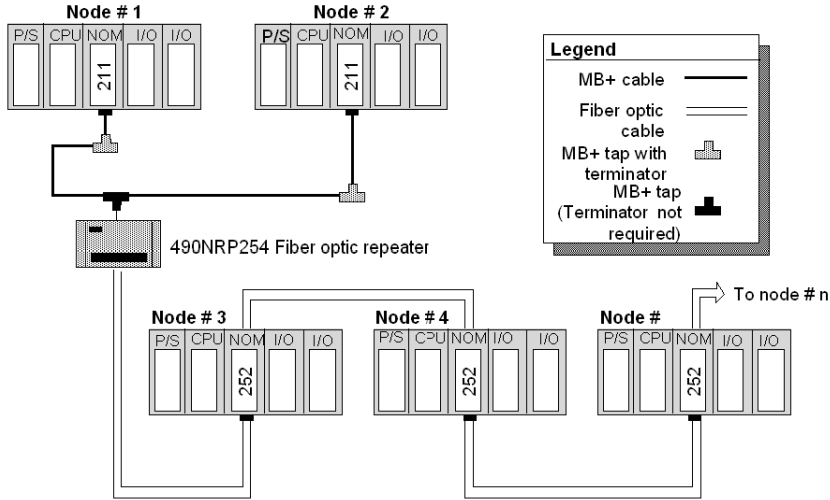 Node # 1
Node # 2
P/S CPU NOM I/O I/O
P/S CPU NOM I/O I/O
211
211
Legend
MB+ cable
Fiber optic
cable
MB+ tap with
terminator
MB+ tap
(Terminator not
required)
490NRP254 Fiber optic repeater
To node # n
Node # 3
Node # 4
Node #
P/S CPU NOM I/O I/O
P/S CPU NOM I/O I/O
P/S CPU NOM I/O I/O
252
252
252